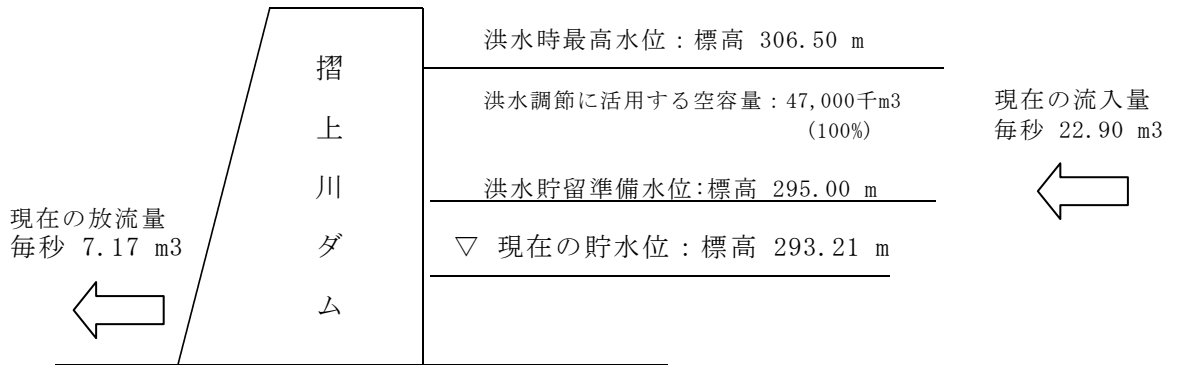 洪水時最高水位：標高 306.50 m
摺上川ダム
洪水調節に活用する空容量：47,000千m3
(100%)
現在の流入量
毎秒 22.90 m3
洪水貯留準備水位:標高 295.00 m
現在の放流量
毎秒 7.17 m3
▽ 現在の貯水位：標高 293.21 m